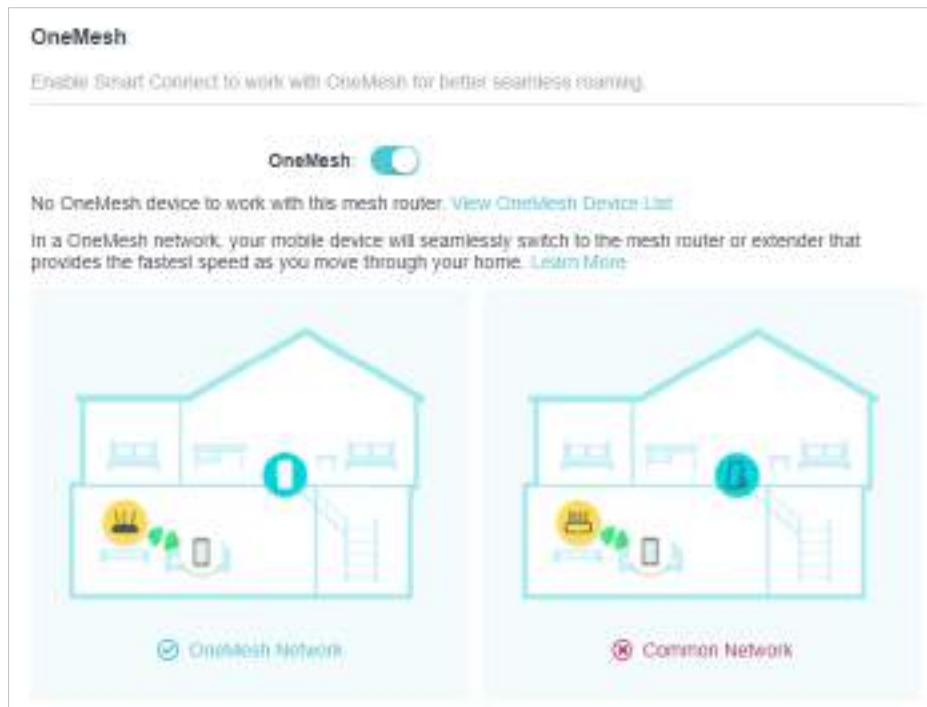 OneMesh
Enable Smart Connect to work with OneMesh for better seamless roaming.
OneMesh
No OneMesh device to work with this mesh router. View OneMesh Device List
In a OneMesh network, your mobile device will seamlessly switch to the mesh router or extender that
provides the fastest speed as you move through your home. Learn More
OneMesh Network
Common Network